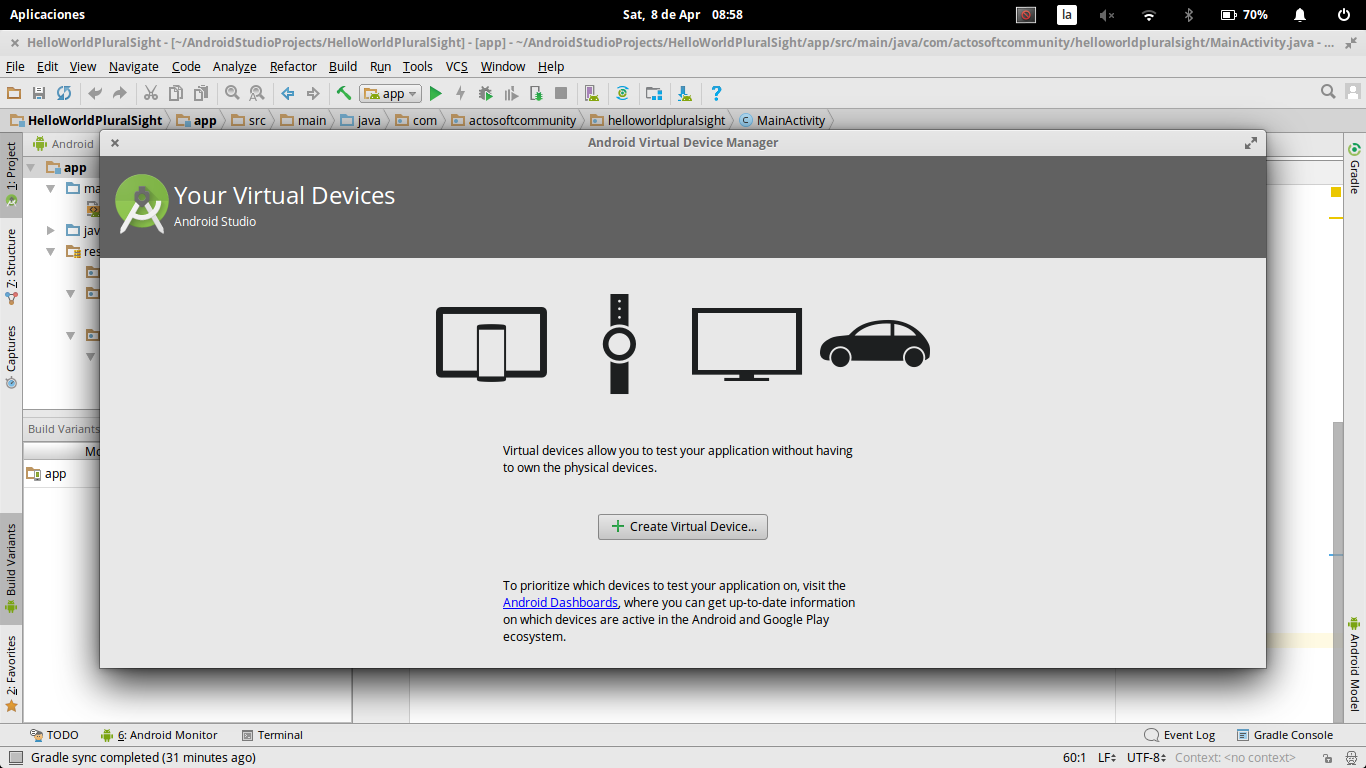 Aplicaciones
Sat, 8 de Apr 08:58
la
70%
HelloWorldPluralSight - [~/AndroidStudioProjects/HelloWorldPluralSight] - [app] - ~/AndroidStudioProjects/HelloWorldPluralSight/app/src/main/java/com/actosoftcommunity/helloworldpluralsight/MainActivity.java - ...
File Edit View Navigate Code Analyze Refactor Build Run Tools VCS Window Help
app
HelloWorldPluralSight app src main java com actosoftcommunity helloworldpluralsight MainActivity
Android Virtual Device Manager
1: Project
Android
app
ma
jav
res
Your Virtual Devices
Android Studio
Gradle
7: Structure
Captures
Virtual devices allow you to test your application without having
to own the physical devices.
Create Virtual Device...
To prioritize which devices to test your application on, visit the
Android Dashboards, where you can get up-to-date information
on which devices are active in the Android and Google Play
ecosystem.
Build Variants
Mo
app
Build Variants
2: Favorites
Android Model
TODO 6: Android Monitor Terminal
Event Log Gradle Console
Gradle sync completed (31 minutes ago)
60:1 LF UTF-8 Context: <no context>